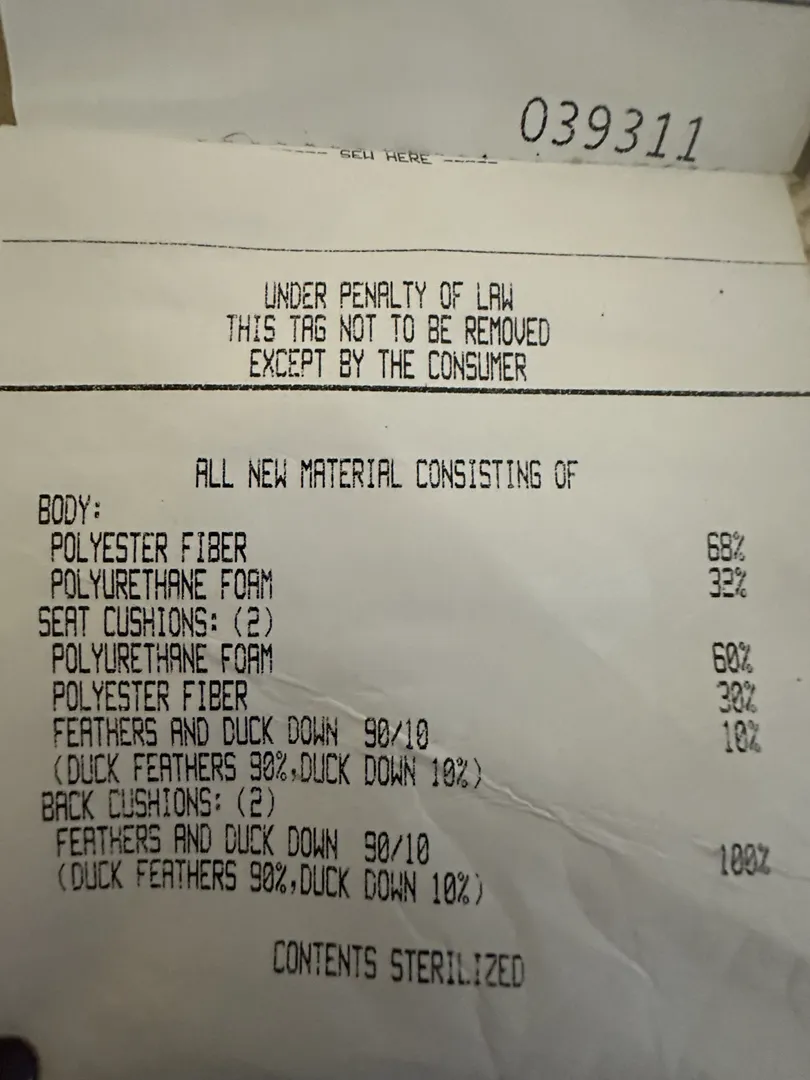 039311
---- SEW HERE -----
UNDER PENALTY OF LAW
THIS TAG NOT TO BE REMOVED
EXCEPT BY THE CONSUMER
ALL NEW MATERIAL CONSISTING OF
BODY:
POLYESTER FIBER 68%
POLYURETHANE FOAM 32%
SEAT CUSHIONS: (2)
POLYURETHANE FOAM 60%
POLYESTER FIBER 30%
FEATHERS AND DUCK DOWN 90/10 10%
(DUCK FEATHERS 90%,DUCK DOWN 10%)
BACK CUSHIONS: (2)
FEATHERS AND DUCK DOWN 90/10 100%
(DUCK FEATHERS 90%,DUCK DOWN 10%)
CONTENTS STERILIZED